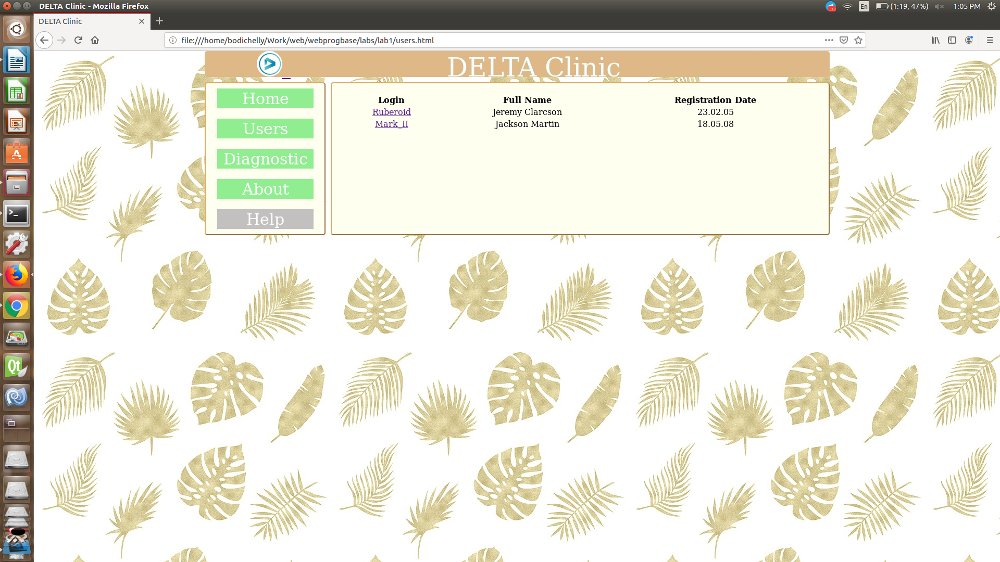 DELTA Clinic - Mozilla Firefox
33
En
(1:19, 47%)
1:05 PM
DELTA Clinic
file:///home/bodichelly/Work/web/webprogbase/labs/lab1/users.html
DELTA Clinic
Home
Users
Diagnostic
About
Help
Login Full Name Registration Date
Ruberoid Jeremy Clarcson 23.02.05
Mark_II Jackson Martin 18.05.08
Qt